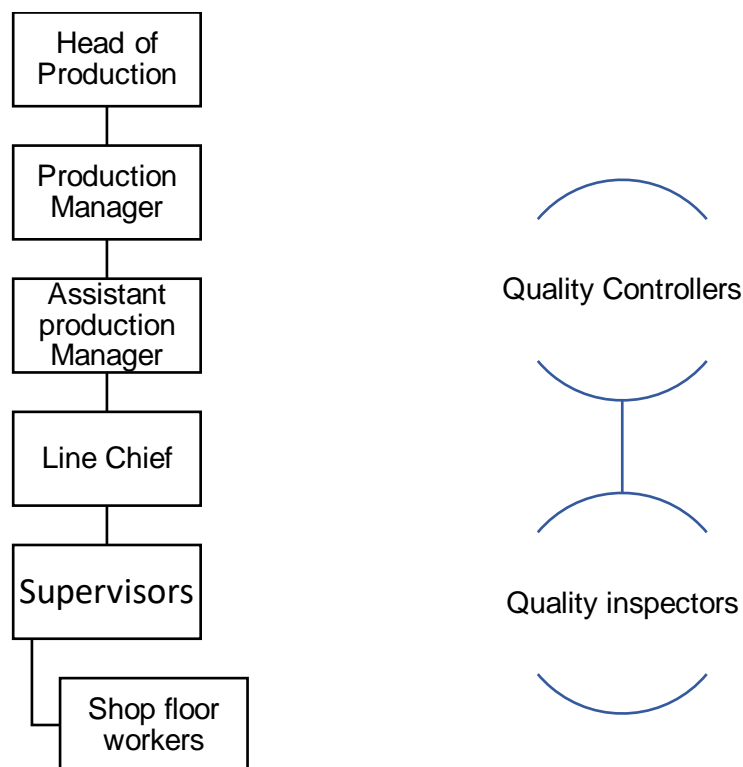 Head of
Production
Production
Manager
Assistant
production
Manager
Line Chief
Supervisors
Shop floor
workers
Quality Controllers
Quality inspectors